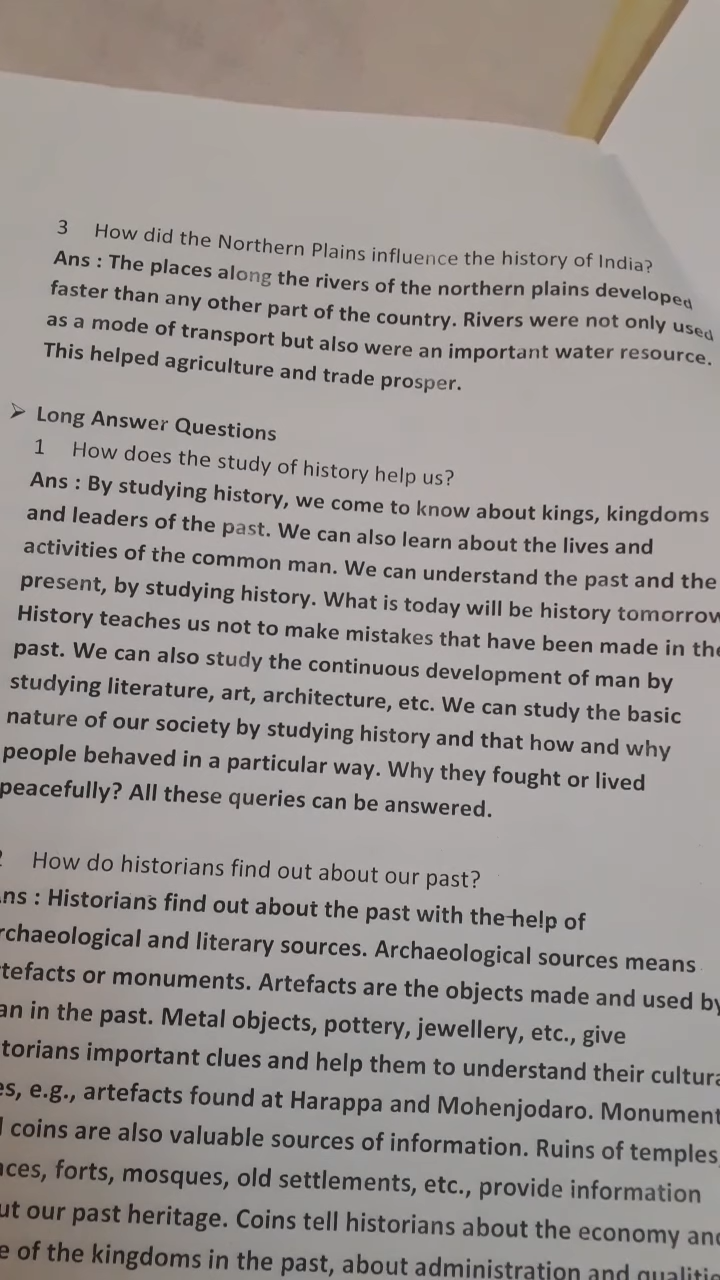 3 How did the Northern Plains influence the history of India?
Ans : The places along the rivers of the northern plains developed
faster than any other part of the country. Rivers were not only used
as a mode of transport but also were an important water resource.
This helped agriculture and trade prosper.
➤ Long Answer Questions
1 How does the study of history help us?
Ans : By studying history, we come to know about kings, kingdoms
and leaders of the past. We can also learn about the lives and
activities of the common man. We can understand the past and the
present, by studying history. What is today will be history tomorrow
History teaches us not to make mistakes that have been made in the
past. We can also study the continuous development of man by
studying literature, art, architecture, etc. We can study the basic
nature of our society by studying history and that how and why
people behaved in a particular way. Why they fought or lived
peacefully? All these queries can be answered.
How do historians find out about our past?
ns : Historians find out about the past with the help of
rchaeological and literary sources. Archaeological sources means
tefacts or monuments. Artefacts are the objects made and used by
an in the past. Metal objects, pottery, jewellery, etc., give
torians important clues and help them to understand their cultura
es, e.g., artefacts found at Harappa and Mohenjodaro. Monument
coins are also valuable sources of information. Ruins of temples,
aces, forts, mosques, old settlements, etc., provide information
ut our past heritage. Coins tell historians about the economy and
e of the kingdoms in the past, about administration and qualitie